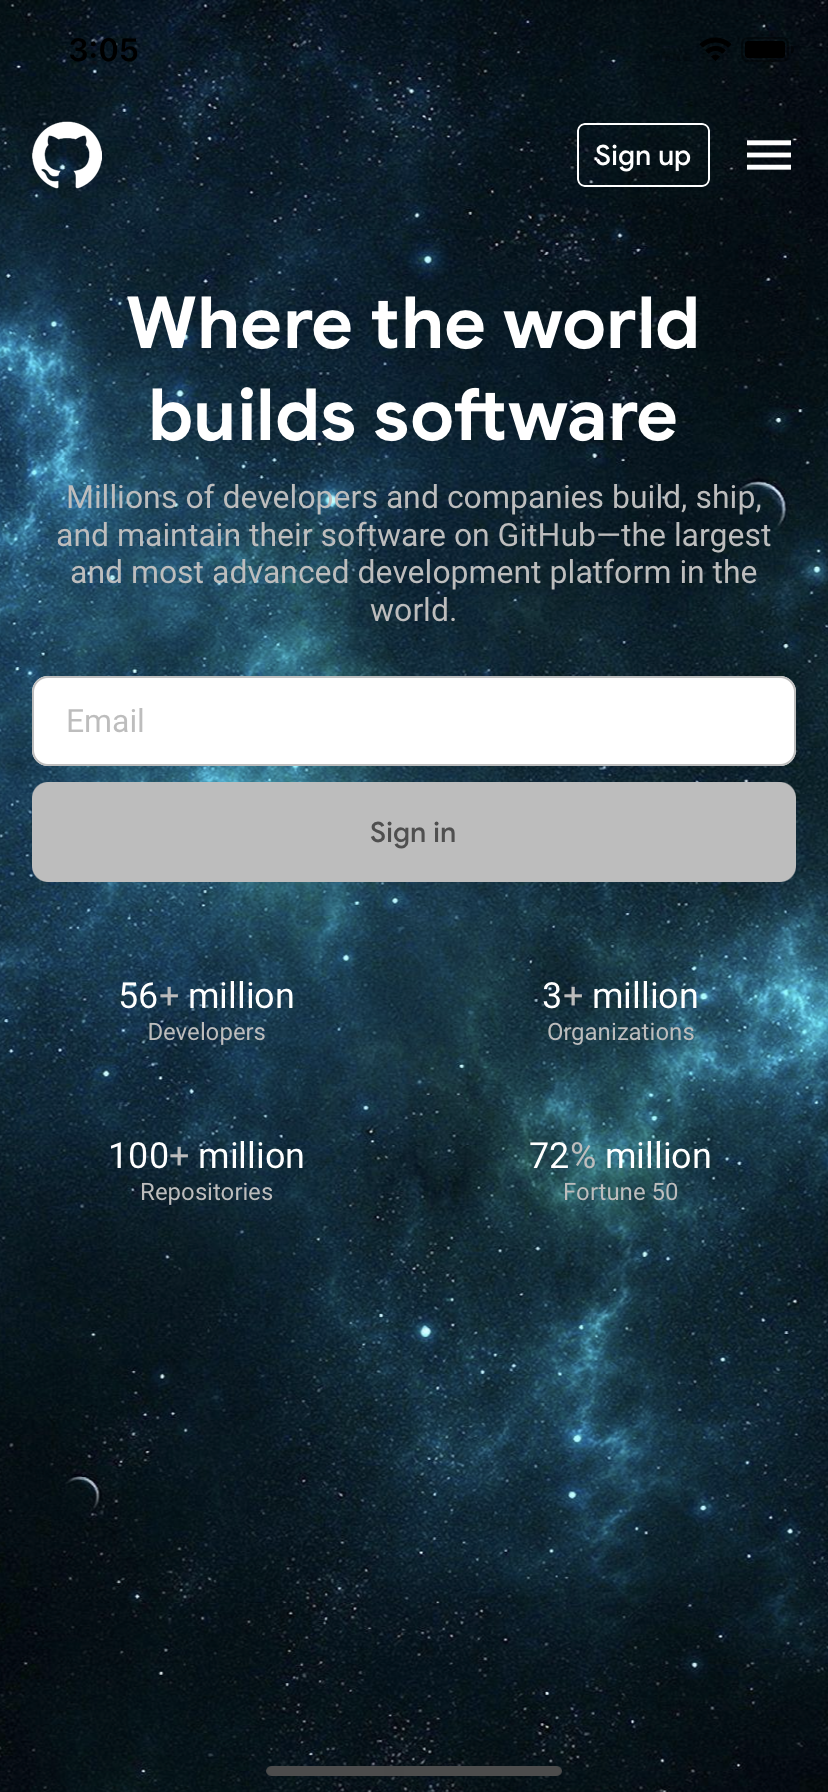 3:05
Sign up
Where the world
builds software
Millions of developers and companies build, ship,
and maintain their software on GitHub—the largest
and most advanced development platform in the
world.
Email
Sign in
56+ million
Developers
3+ million
Organizations
100+ million
Repositories
72% million
Fortune 50